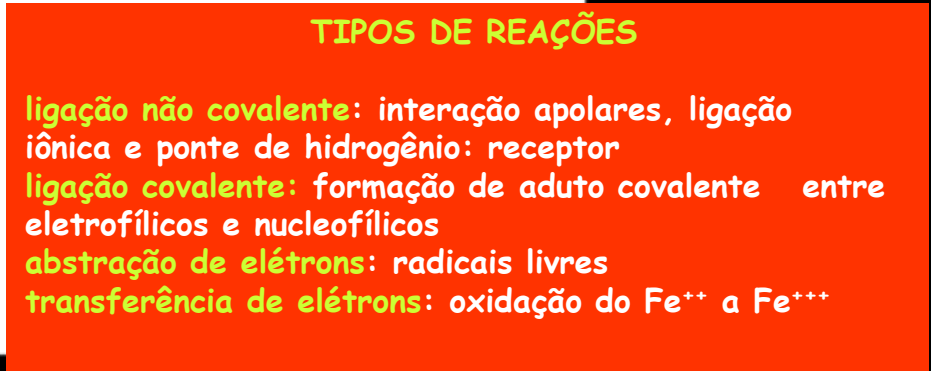 TIPOS DE REAÇÕES
ligação não covalente: interação apolares, ligação
iônica e ponte de hidrogênio: receptor
ligação covalente: formação de aduto covalente entre
eletrofílicos e nucleofílicos
abstração de elétrons: radicais livres
transferência de elétrons: oxidação do Fe⁺⁺ a Fe⁺⁺⁺